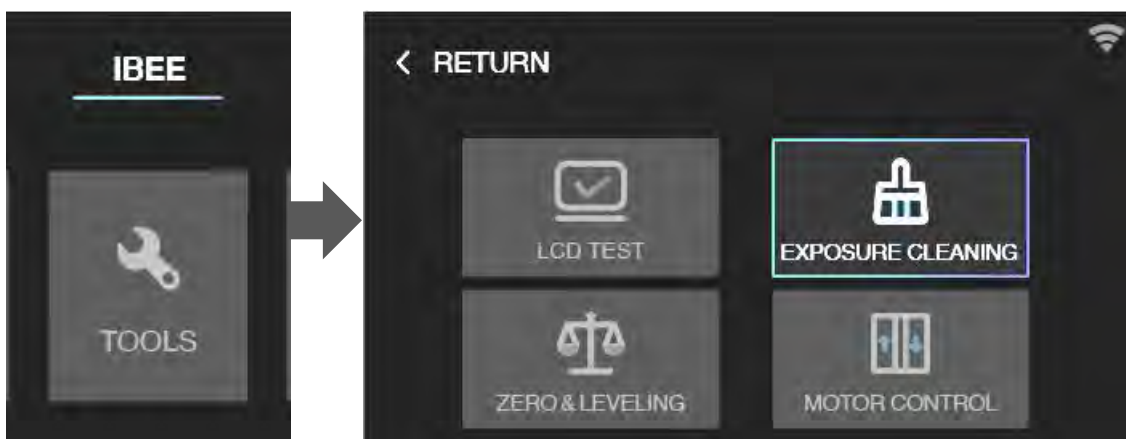 IBEE
TOOLS
< RETURN
LCD TEST
EXPOSURE CLEANING
ZERO & LEVELING
MOTOR CONTROL